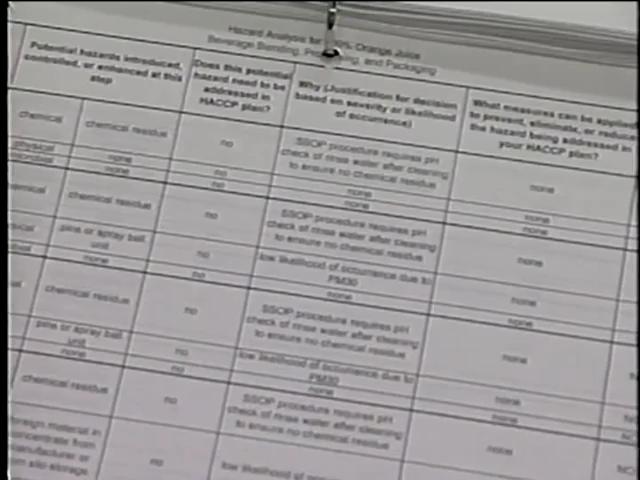 Hazard Analysis for Orange Juice
Beverage Blending, and Packaging
Potential hazards introduced,
controlled, or enhanced at this
step
Does this potential
hazard need to be
addressed in
HACCP plan?
Why (Justification for decision
based on severity or likelihood
of occurrence)
What measures can be applied
to prevent, eliminate, or reduce
the hazard being addressed in
your HACCP plan?
chemical
chemical residue
no
SSOP procedure requires pH
check of rinse water after cleaning
to ensure no chemical residue
none
physical
none
no
none
none
microbial
none
no
none
none
chemical residue
no
SSOP procedure requires pH
check of rinse water after cleaning
to ensure no chemical residue
none
pins or spray ball
unit
no
low likelihood of occurrence due to
PM30
none
none
no
none
none
chemical residue
no
SSOP procedure requires pH
check of rinse water after cleaning
to ensure no chemical residue
none
pins or spray ball
unit
no
low likelihood of occurrence due to
PM30
none
none
no
none
none
chemical residue
no
SSOP procedure requires pH
check of rinse water after cleaning
to ensure no chemical residue
none
foreign material in
concentrate from
manufacturer or
silo storage
no
low likelihood of